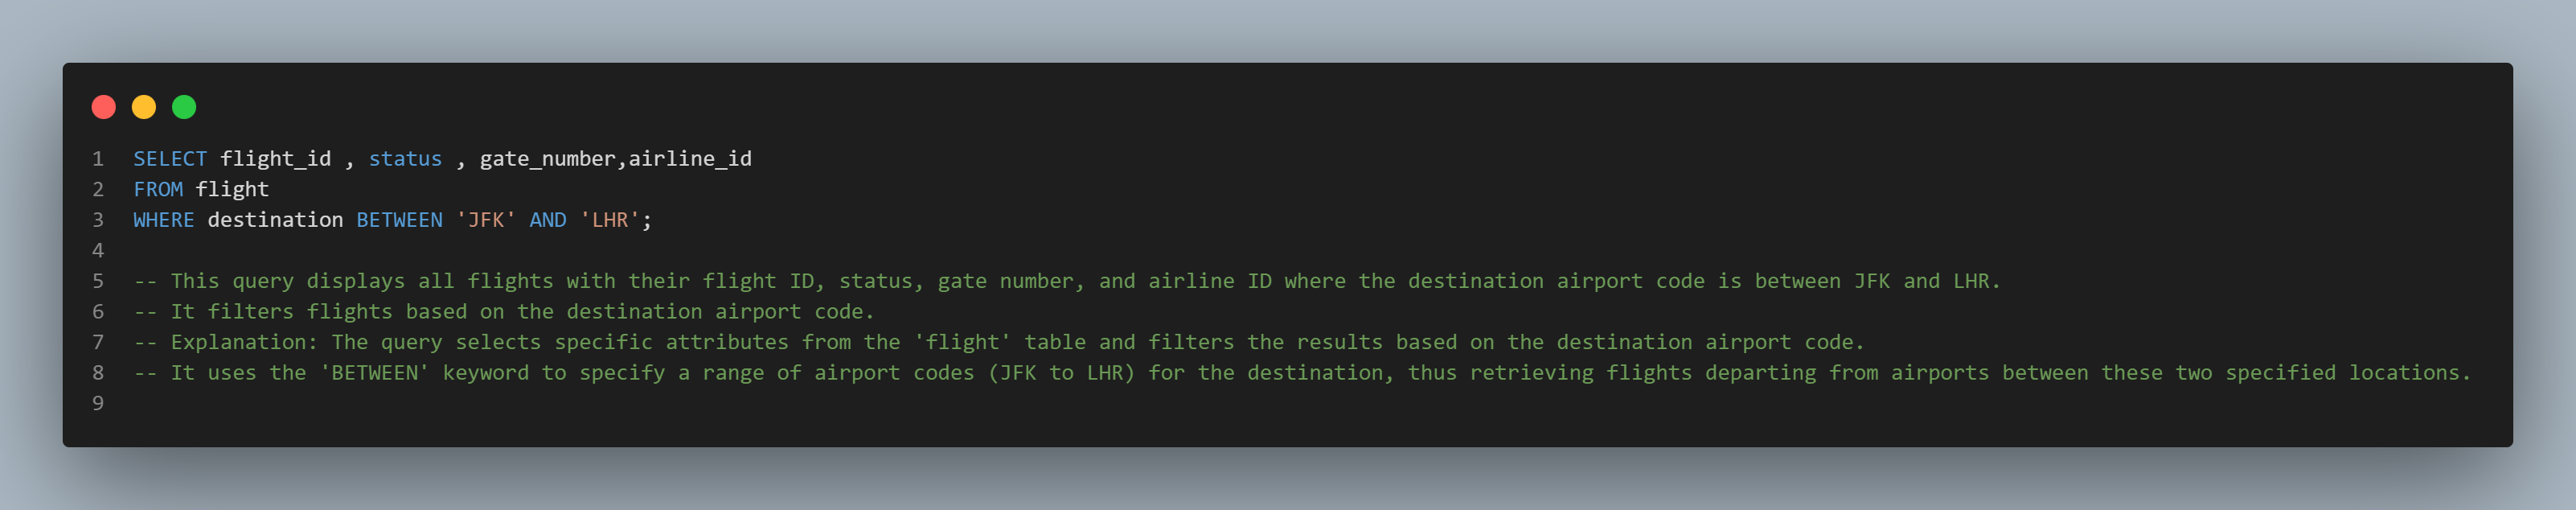 1 SELECT flight_id , status , gate_number,airline_id
2 FROM flight
3 WHERE destination BETWEEN 'JFK' AND 'LHR';
4
5 -- This query displays all flights with their flight ID, status, gate number, and airline ID where the destination airport code is between JFK and LHR.
6 -- It filters flights based on the destination airport code.
7 -- Explanation: The query selects specific attributes from the 'flight' table and filters the results based on the destination airport code.
8 -- It uses the 'BETWEEN' keyword to specify a range of airport codes (JFK to LHR) for the destination, thus retrieving flights departing from airports between these two specified locations.
9